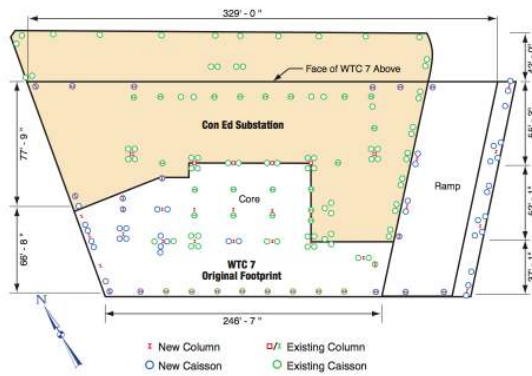 329' - 0"
Face of WTC 7 Above
Con Ed Substation
77' - 9"
Ramp
Core
66' - 8"
WTC 7
Original Footprint
N
246' - 7"
New Column
Existing Column
New Caisson
Existing Caisson